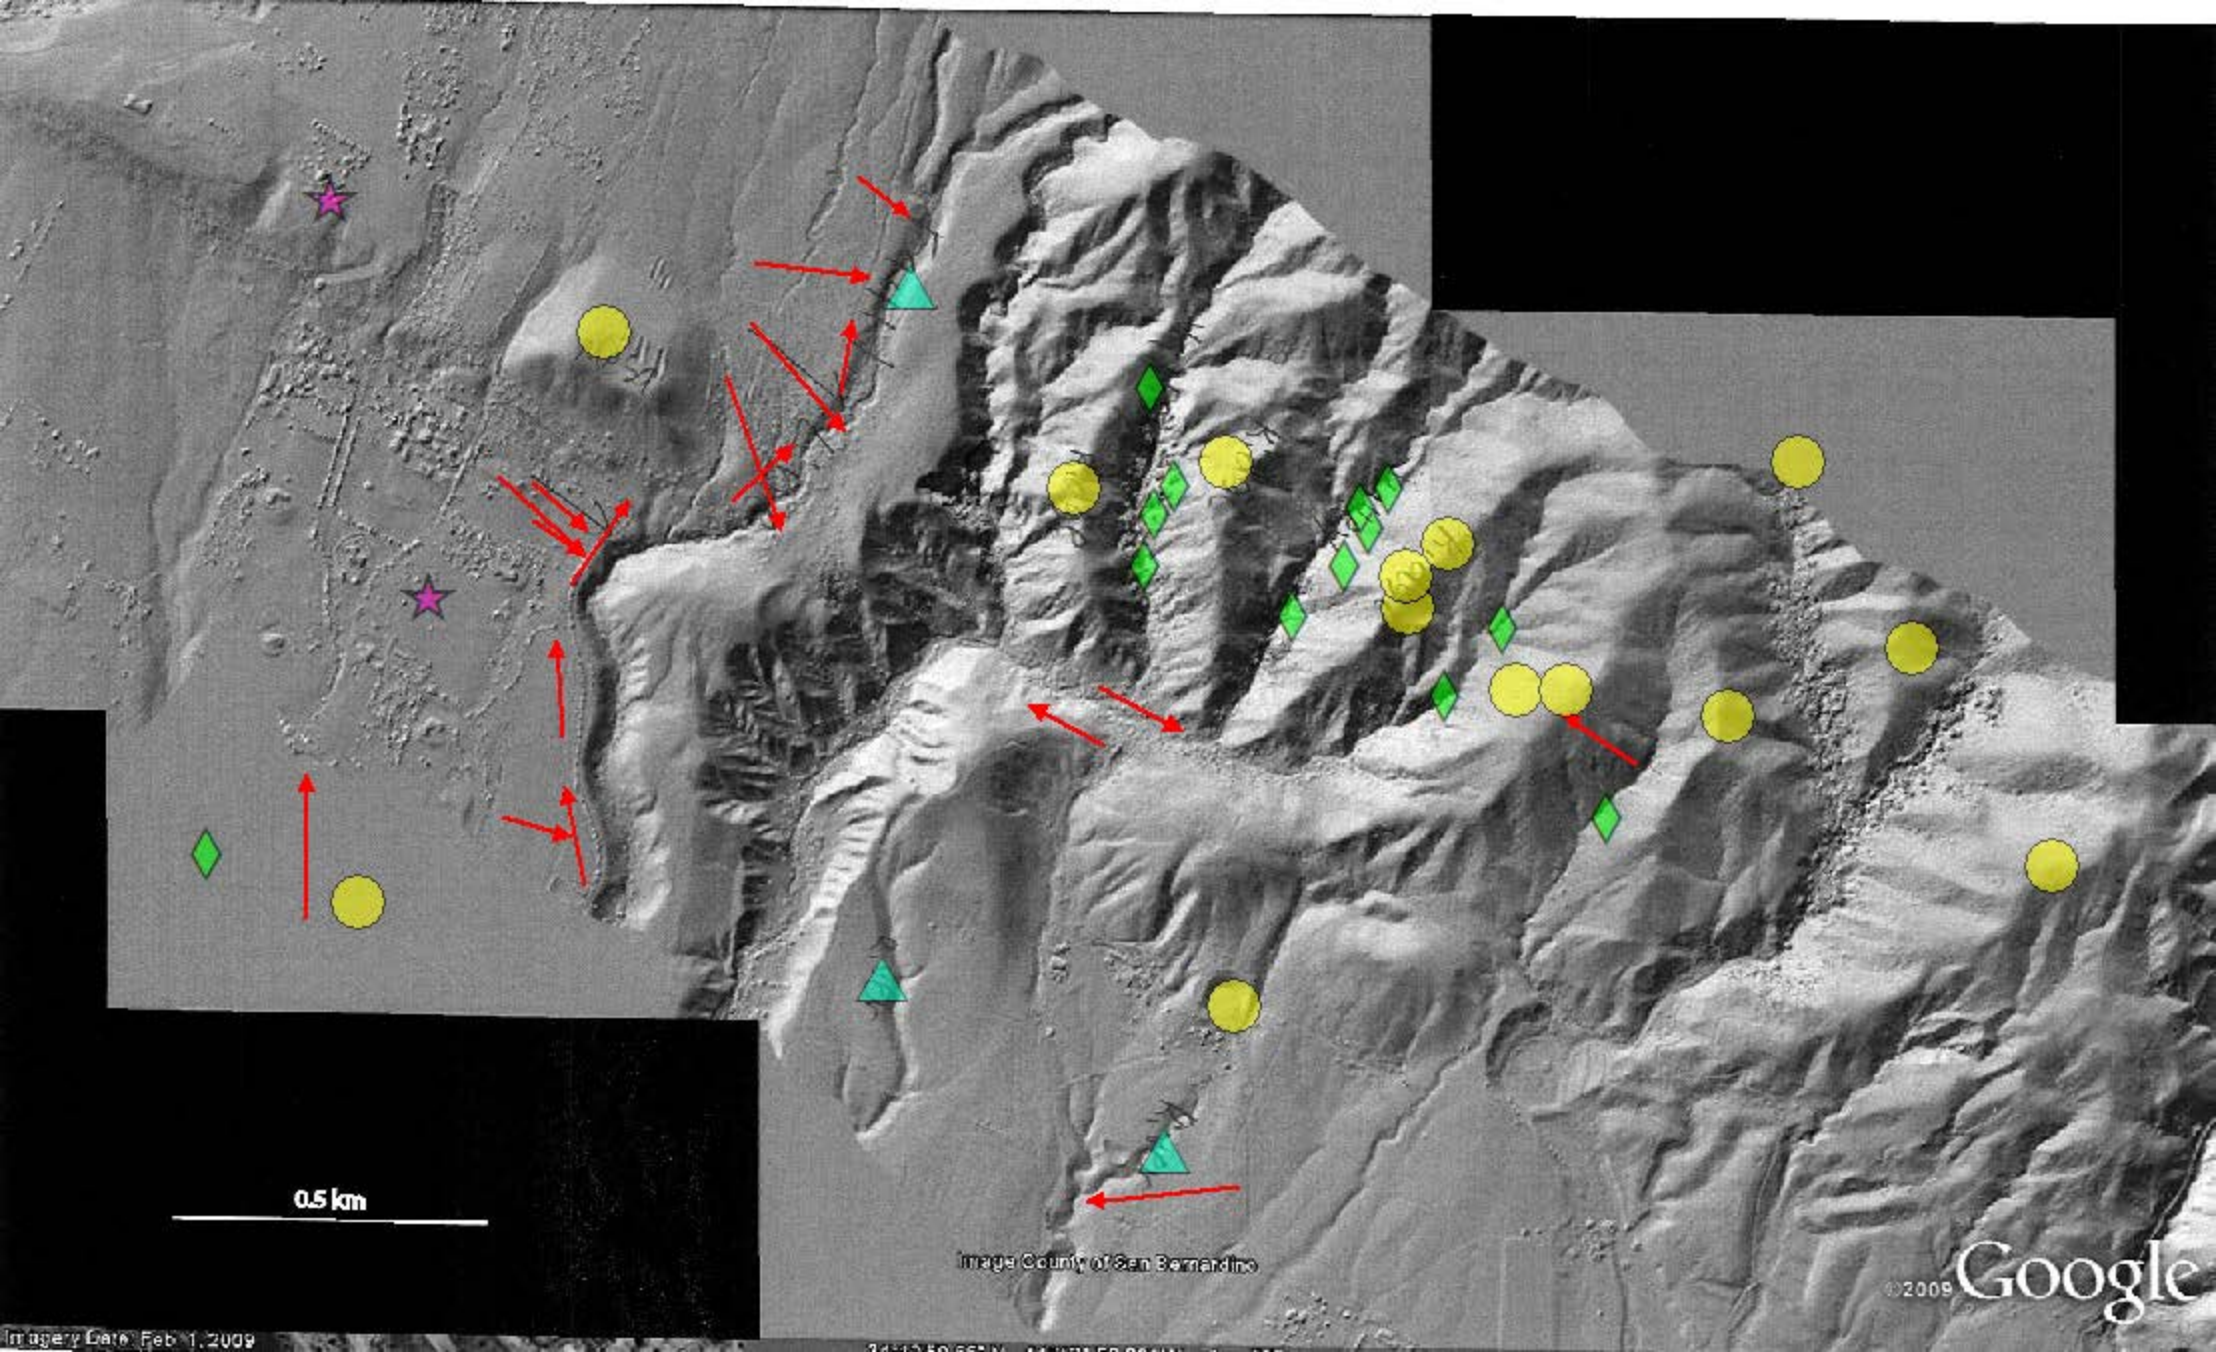 0.5 km
Image County of San Bernardino
©2009 Google
Imagery Date: Feb 1, 2009